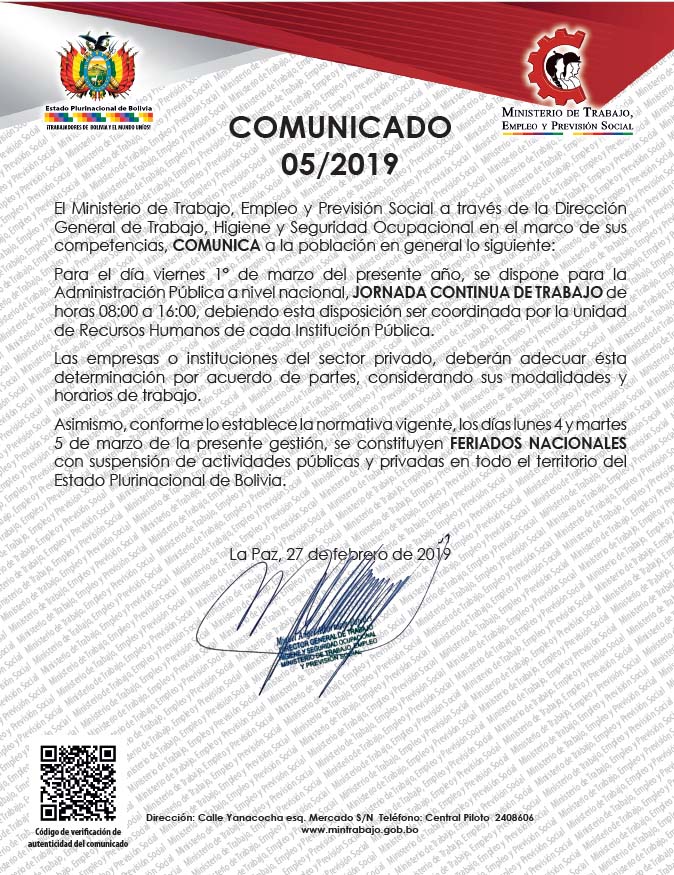 Estado Plurinacional de Bolivia
¡TRABAJADORES DE BOLIVIA Y EL MUNDO UNÍOS!
MINISTERIO DE TRABAJO,
EMPLEO Y PREVISIÓN SOCIAL
COMUNICADO
05/2019
El Ministerio de Trabajo, Empleo y Previsión Social a través de la Dirección
General de Trabajo, Higiene y Seguridad Ocupacional en el marco de sus
competencias, COMUNICA a la población en general lo siguiente:
Para el día viernes 1° de marzo del presente año, se dispone para la
Administración Pública a nivel nacional, JORNADA CONTINUA DE TRABAJO de
horas 08:00 a 16:00, debiendo esta disposición ser coordinada por la unidad
de Recursos Humanos de cada Institución Pública.
Las empresas o instituciones del sector privado, deberán adecuar ésta
determinación por acuerdo de partes, considerando sus modalidades y
horarios de trabajo.
Asimismo, conforme lo establece la normativa vigente, los días lunes 4 y martes
5 de marzo de la presente gestión, se constituyen FERIADOS NACIONALES
con suspensión de actividades públicas y privadas en todo el territorio del
Estado Plurinacional de Bolivia.
La Paz, 27 de febrero de 2019
DIRECTOR GENERAL DE TRABAJO
HIGIENE Y SEGURIDAD OCUPACIONAL
MINISTERIO DE TRABAJO, EMPLEO
Y PREVISIÓN SOCIAL
Código de verificación de
autenticidad del comunicado
Dirección: Calle Yanacocha esq. Mercado S/N Teléfono: Central Piloto 2408606
www.mintrabajo.gob.bo